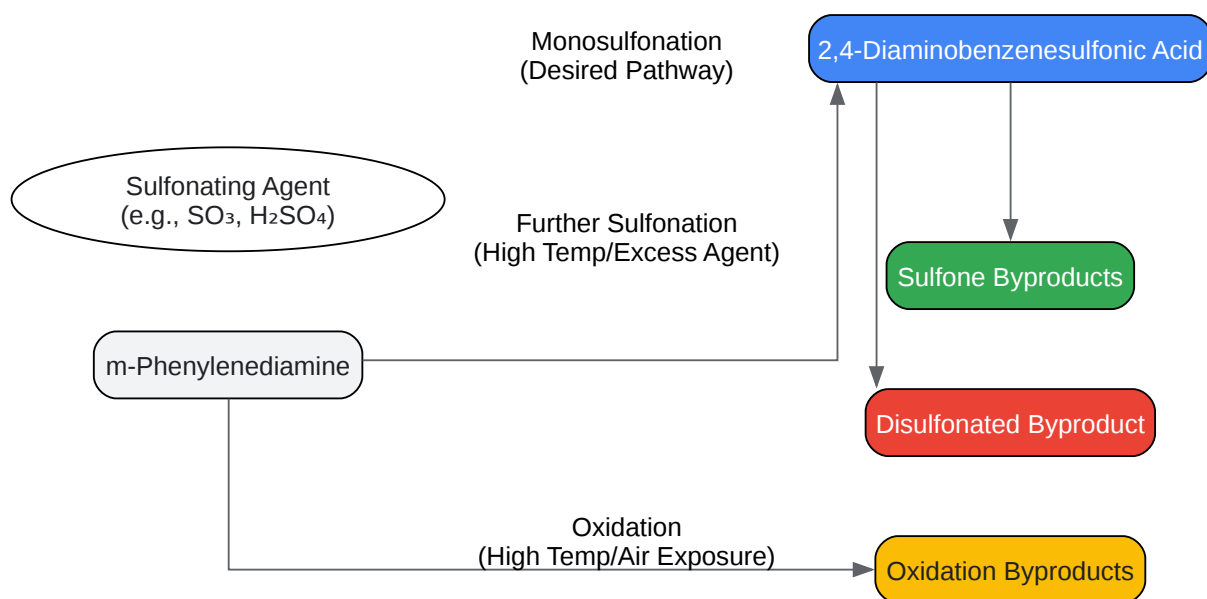 Monosulfonation
(Desired Pathway)
2,4-Diaminobenzenesulfonic Acid
Sulfonating Agent
(e.g., SO₃, H₂SO₄)
Further Sulfonation
(High Temp/Excess Agent)
Sulfone Byproducts
m-Phenylenediamine
Disulfonated Byproduct
Oxidation
(High Temp/Air Exposure)
Oxidation Byproducts